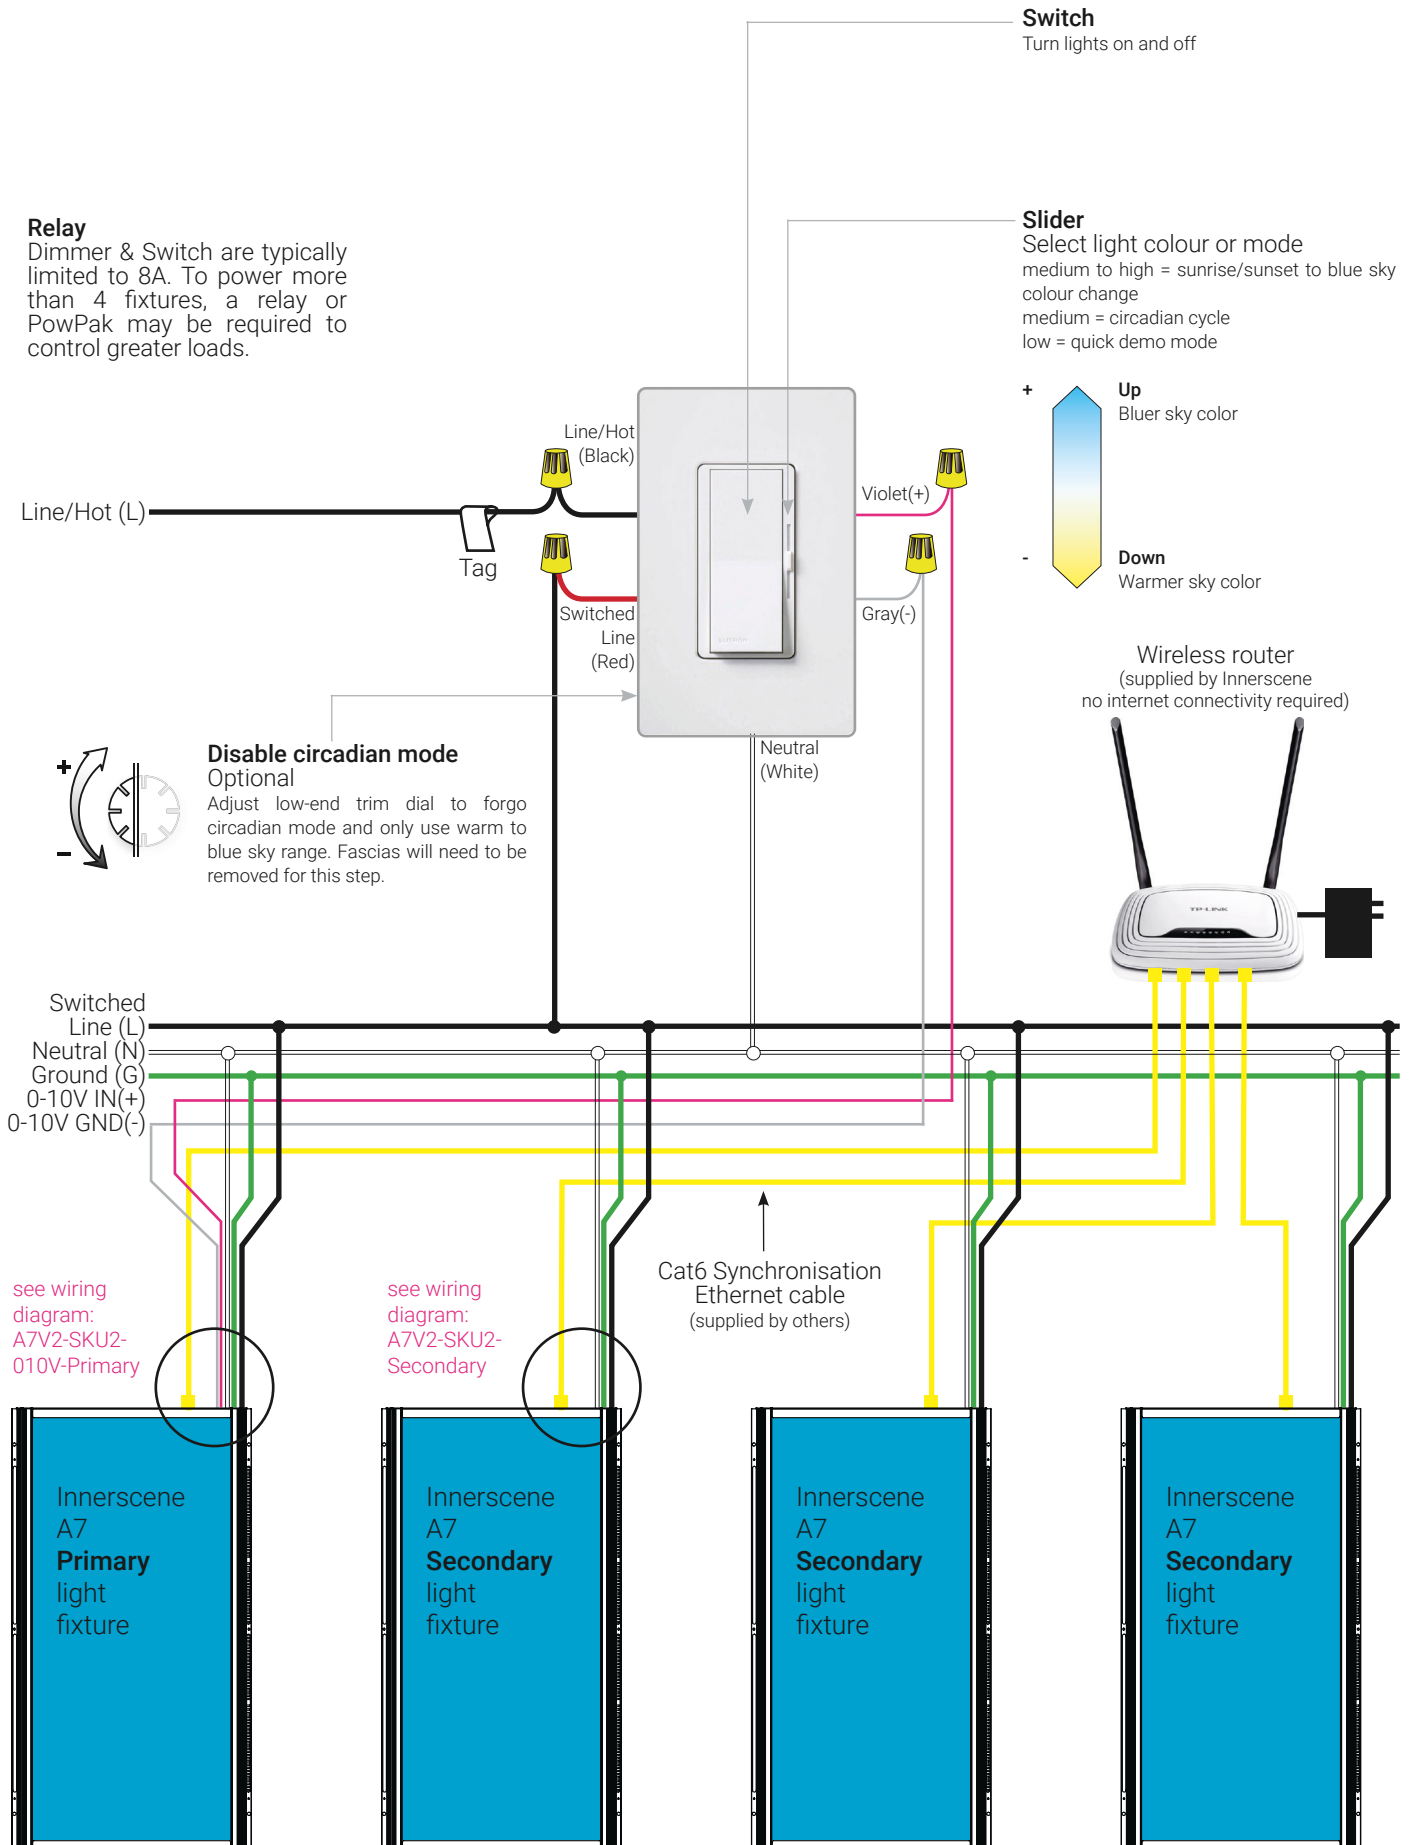 Switch
Turn lights on and off
Relay
Dimmer & Switch are typically
limited to 8A. To power more
than 4 fixtures, a relay or
PowPak may be required to
control greater loads.
Slider
Select light colour or mode
medium to high = sunrise/sunset to blue sky
colour change
medium = circadian cycle
low = quick demo mode
+
Up
Bluer sky color
-
Down
Warmer sky color
Line/Hot
(Black)
Line/Hot (L)
Tag
Switched
Line
(Red)
Violet(+)
Gray(-)
LUTRON
Neutral
(White)
Wireless router
(supplied by Innerscene
no internet connectivity required)
TP-LINK
+
-
Disable circadian mode
Optional
Adjust low-end trim dial to forgo
circadian mode and only use warm to
blue sky range. Fascias will need to be
removed for this step.
Switched
Line (L)
Neutral (N)
Ground (G)
0-10V IN(+)
0-10V GND(-)
Cat6 Synchronisation
Ethernet cable
(supplied by others)
see wiring
diagram:
A7V2-SKU2-
010V-Primary
see wiring
diagram:
A7V2-SKU2-
Secondary
Innerscene
A7
Primary
light
fixture
Innerscene
A7
Secondary
light
fixture
Innerscene
A7
Secondary
light
fixture
Innerscene
A7
Secondary
light
fixture